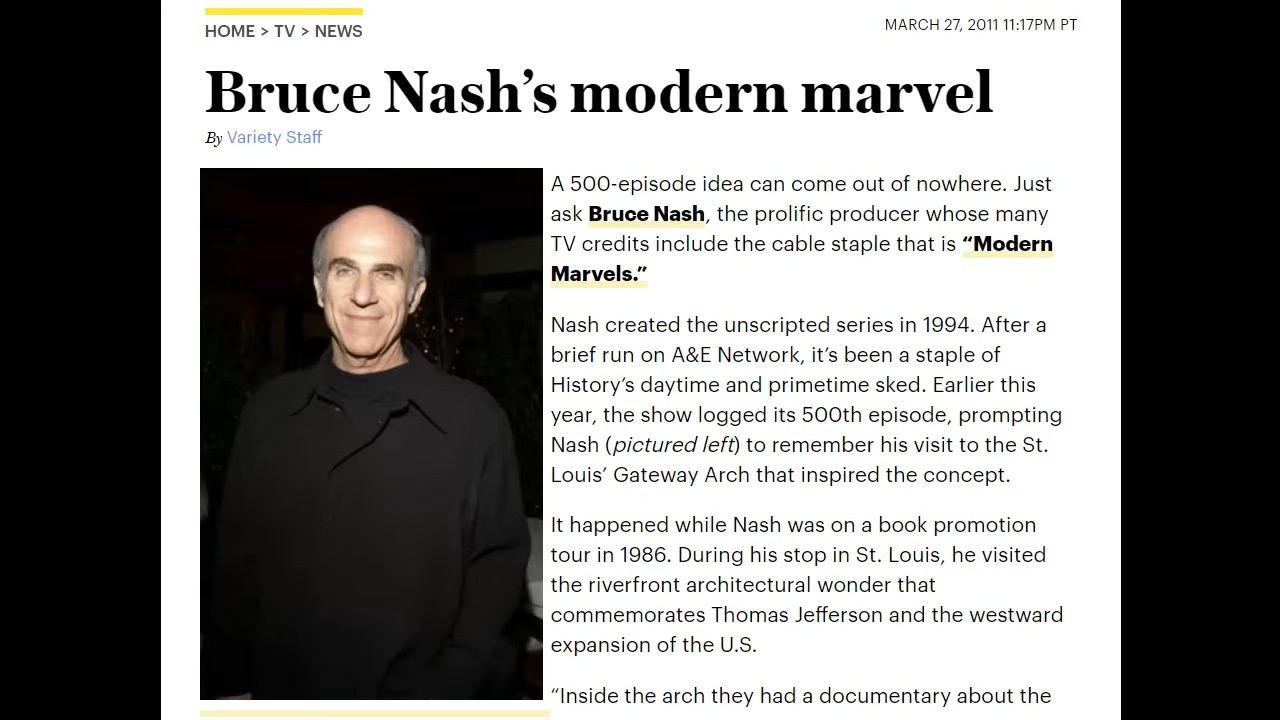 HOME > TV > NEWS
MARCH 27, 2011 11:17PM PT
Bruce Nash’s modern marvel
By Variety Staff
A 500-episode idea can come out of nowhere. Just
ask Bruce Nash, the prolific producer whose many
TV credits include the cable staple that is “Modern
Marvels.”
Nash created the unscripted series in 1994. After a
brief run on A&E Network, it’s been a staple of
History’s daytime and primetime sked. Earlier this
year, the show logged its 500th episode, prompting
Nash (pictured left) to remember his visit to the St.
Louis’ Gateway Arch that inspired the concept.
It happened while Nash was on a book promotion
tour in 1986. During his stop in St. Louis, he visited
the riverfront architectural wonder that
commemorates Thomas Jefferson and the westward
expansion of the U.S.
“Inside the arch they had a documentary about the